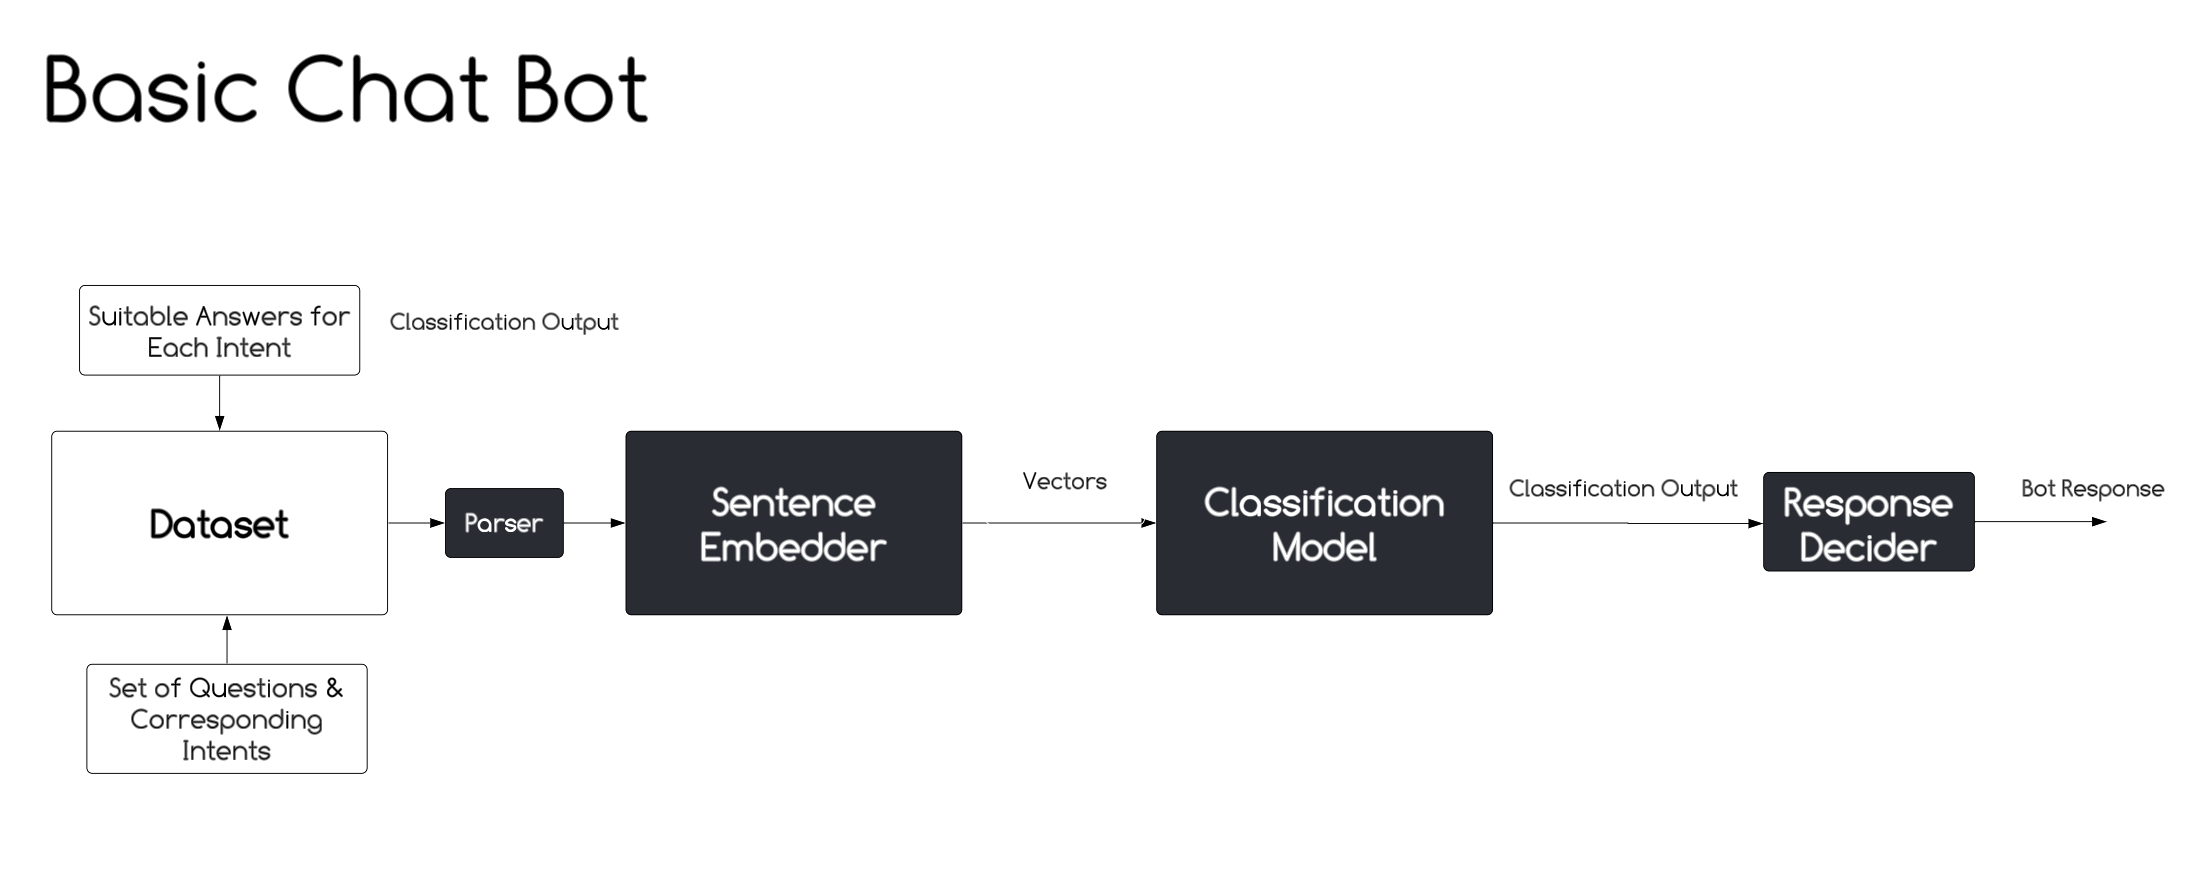 Basic Chat Bot
Suitable Answers for
Each Intent
Classification Output
Dataset
Parser
Sentence
Embedder
Vectors
Classification
Model
Classification Output
Response
Decider
Bot Response
Set of Questions &
Corresponding
Intents